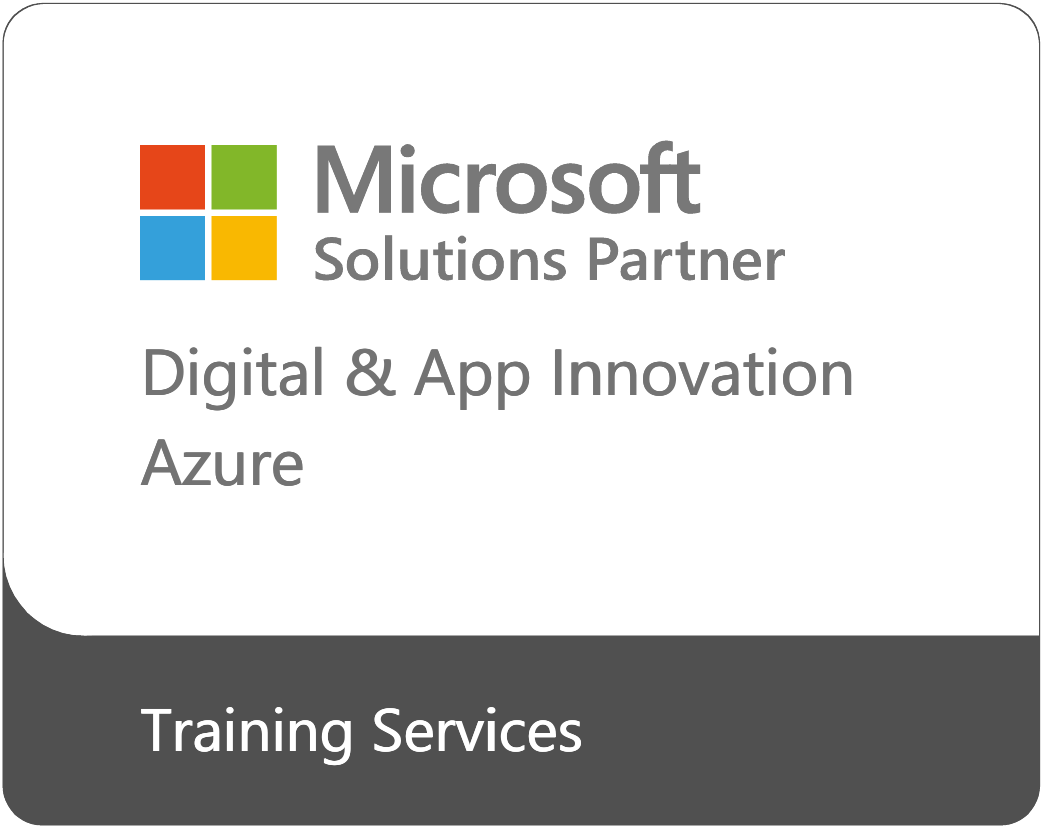 Microsoft
Solutions Partner
Digital & App Innovation
Azure
Training Services